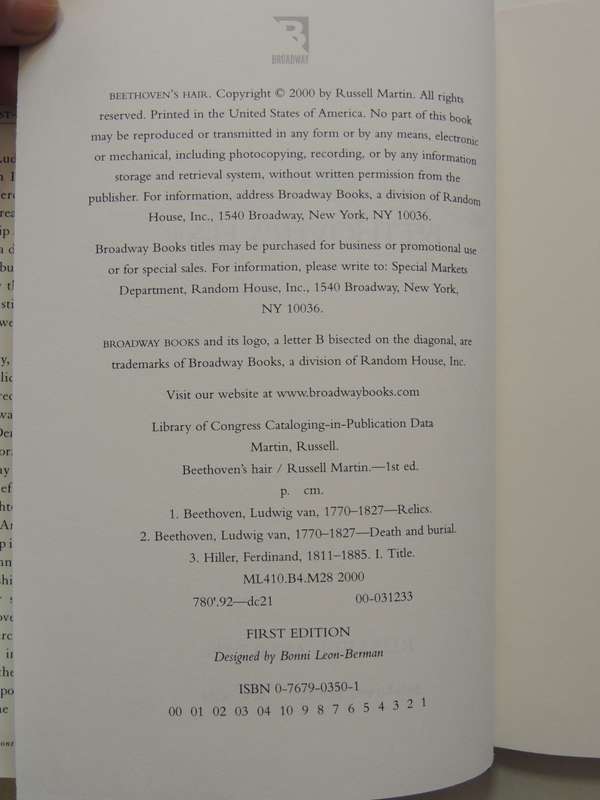 BROADWAY
BEETHOVEN'S HAIR. Copyright © 2000 by Russell Martin. All rights
reserved. Printed in the United States of America. No part of this book
may be reproduced or transmitted in any form or by any means, electronic
or mechanical, including photocopying, recording, or by any information
storage and retrieval system, without written permission from the
publisher. For information, address Broadway Books, a division of Random
House, Inc., 1540 Broadway, New York, NY 10036.
Broadway Books titles may be purchased for business or promotional use
or for special sales. For information, please write to: Special Markets
Department, Random House, Inc., 1540 Broadway, New York,
NY 10036.
BROADWAY BOOKS and its logo, a letter B bisected on the diagonal, are
trademarks of Broadway Books, a division of Random House, Inc.
Visit our website at www.broadwaybooks.com
Library of Congress Cataloging-in-Publication Data
Martin, Russell.
Beethoven's hair / Russell Martin.—1st ed.
p. cm.
1. Beethoven, Ludwig van, 1770–1827—Relics.
2. Beethoven, Ludwig van, 1770–1827—Death and burial.
3. Hiller, Ferdinand, 1811–1885. I. Title.
ML410.B4.M28 2000
780'.92—dc21 00-031233
FIRST EDITION
Designed by Bonni Leon-Berman
ISBN 0-7679-0350-1
00 01 02 03 04 10 9 8 7 6 5 4 3 2 1